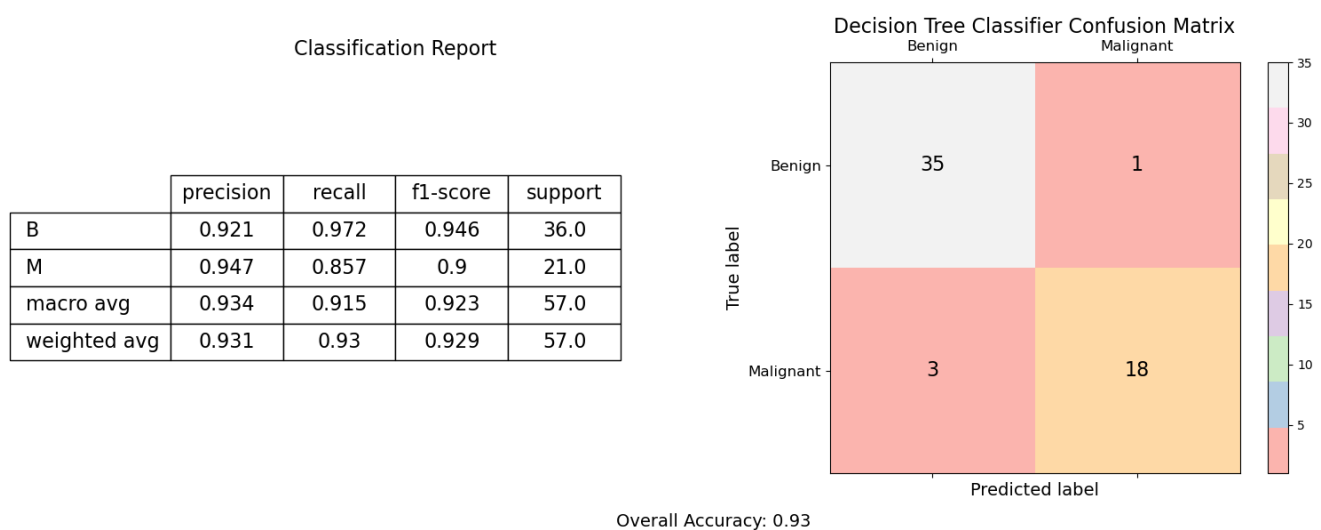 Classification Report
precision recall f1-score support
B 0.921 0.972 0.946 36.0
M 0.947 0.857 0.9 21.0
macro avg 0.934 0.915 0.923 57.0
weighted avg 0.931 0.93 0.929 57.0
Decision Tree Classifier Confusion Matrix
Benign Malignant
True label
Benign 35 1
Malignant 3 18
Predicted label
35
30
25
20
15
10
5
Overall Accuracy: 0.93